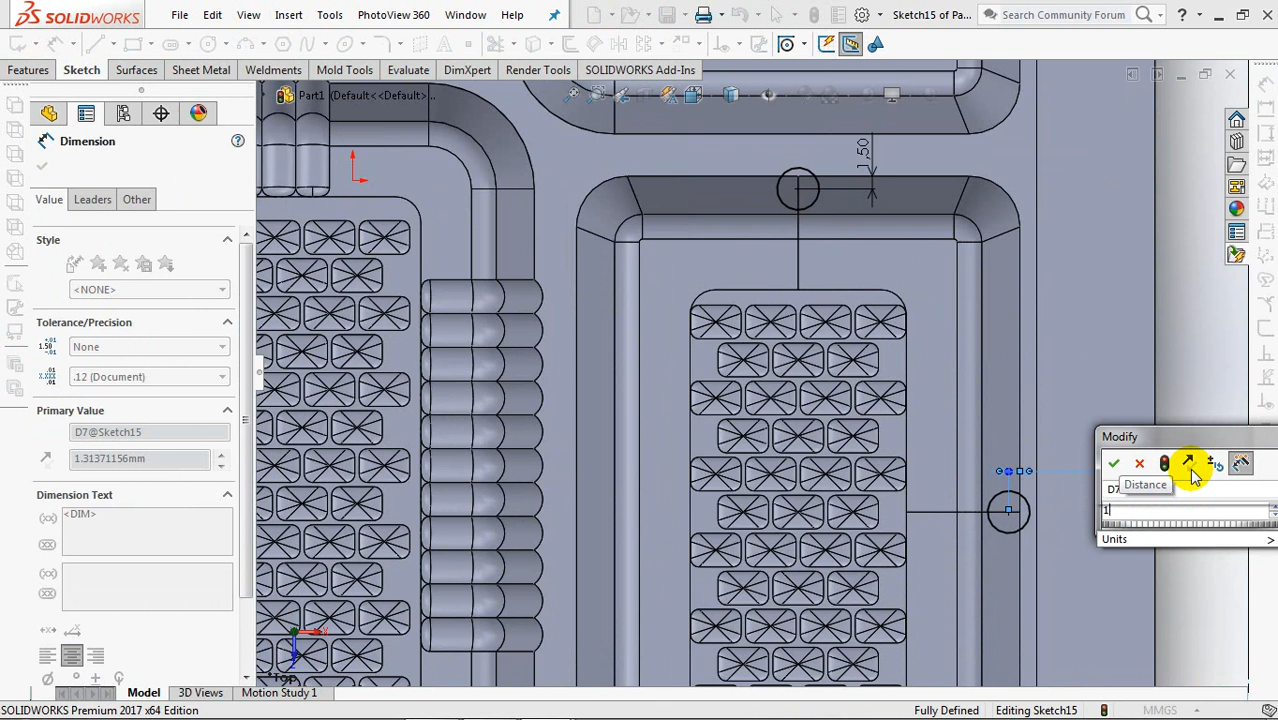 SOLIDWORKS
File
Edit
View
Insert
Tools
PhotoView 360
Window
Help
Sketch15 of Pa...
Search Community Forum
?
Features
Sketch
Surfaces
Sheet Metal
Weldments
Mold Tools
Evaluate
DimXpert
Render Tools
SOLIDWORKS Add-Ins
Part1 (Default<<Default>_...
Dimension
Value
Leaders
Other
Style
<NONE>
Tolerance/Precision
None
.12 (Document)
Primary Value
D7@Sketch15
1.31371156mm
Dimension Text
<DIM>
1,50
Modify
Distance
D7
1
Units
X
Z
*Top
Model
3D Views
Motion Study 1
SOLIDWORKS Premium 2017 x64 Edition
Fully Defined
Editing Sketch15
MMGS